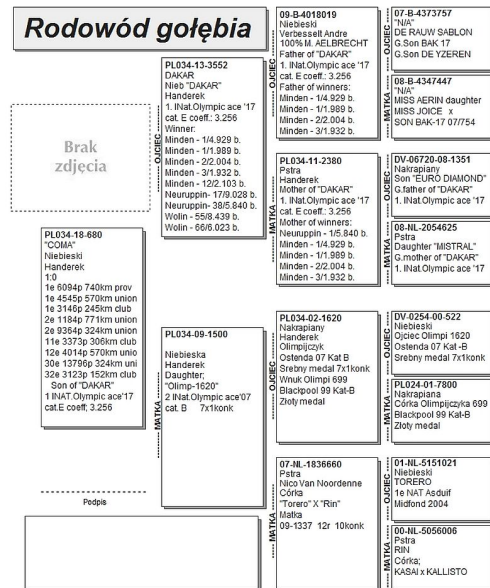 Rodowód gołębia
Brak
zdjęcia
PL034-18-680
"COMA"
Niebieski
Handerek
1:0
1e 6094p 740km prov
1e 4545p 570km union
1e 3146p 245km club
2e 1184p 771km union
2e 9364p 324km union
11e 3373p 306km club
12e 4014p 570km unio
30e 13796p 324km uni
32e 3123p 152km club
Son of "DAKAR"
1 INAT.Olympic ace'17
cat.E coeff; 3.256
Podpis
OJCIEC
PL034-13-3552
DAKAR
Nieb "DAKAR"
Handerek
1. INat.Olympic ace '17
cat. E coeff.: 3.256
Winner:
Minden - 1/4.929 b.
Minden - 1/1.989 b.
Minden - 2/2.004 b.
Minden - 3/1.932 b.
Minden - 12/2.103 b.
Neuruppin- 17/9.028 b.
Neuruppin- 38/5.840 b.
Wolin - 55/8.439 b.
Wolin - 66/6.023 b.
MATKA
PL034-09-1500
Niebieska
Handerek
Daughter;
"Olimp-1620"
2 INat.Olympic ace'07
cat. B 7x1konk
OJCIEC
09-B-4018019
Niebieski
Verbesselt Andre
100% M. AELBRECHT
Father of "DAKAR"
1. INat.Olympic ace '17
cat. E coeff.: 3.256
Father of winners:
Minden - 1/4.929 b.
Minden - 1/1.989 b.
Minden - 2/2.004 b.
Minden - 3/1.932 b.
MATKA
PL034-11-2380
Pstra
Handerek
Mother of "DAKAR"
1. INat.Olympic ace '17
cat. E coeff.: 3.256
Mother of winners:
Neuruppin - 1/5.840 b.
Minden - 1/4.929 b.
Minden - 1/1.989 b.
Minden - 2/2.004 b.
Minden - 3/1.932 b.
OJCIEC
PL034-02-1620
Nakrapiany
Handerek
Olimpijczyk
Ostenda 07 Kat B
Srebny medal 7x1konk
Wnuk Olimpi 699
Blackpool 99 Kat-B
Złoty medal
MATKA
07-NL-1836660
Pstra
Nico Van Noordenne
Córka
"Torero" X "Rin"
Matka
09-1337 12r 10konk
OJCIEC
07-B-4373757
"N/A"
DE RAUW SABLON
G.Son BAK 17
G.Son DE YZEREN
MATKA
08-B-4347447
"N/A"
MISS AERIN daughter
MISS JOICE x
SON BAK-17 07/754
OJCIEC
DV-06720-08-1351
Nakrapiany
Son "EURO DIAMOND"
G.father of "DAKAR"
1. INat.Olympic ace '17
MATKA
08-NL-2054625
Pstra
Daughter "MISTRAL"
G.mother of "DAKAR"
1. INat.Olympic ace '17
OJCIEC
DV-0254-00-522
Niebieski
Ojciec Olimpi 1620
Ostenda 07 Kat -B
Srebny medal 7x1konk
MATKA
PL024-01-7800
Nakrapiana
Córka Olimpijczyka 699
Blackpool 99 Kat-B
Złoty medal
OJCIEC
01-NL-5151021
Niebieski
TORERO
1e NAT Asduif
Midfond 2004
MATKA
00-NL-5056006
Pstra
RIN
Córka;
KASAI x KALLISTO